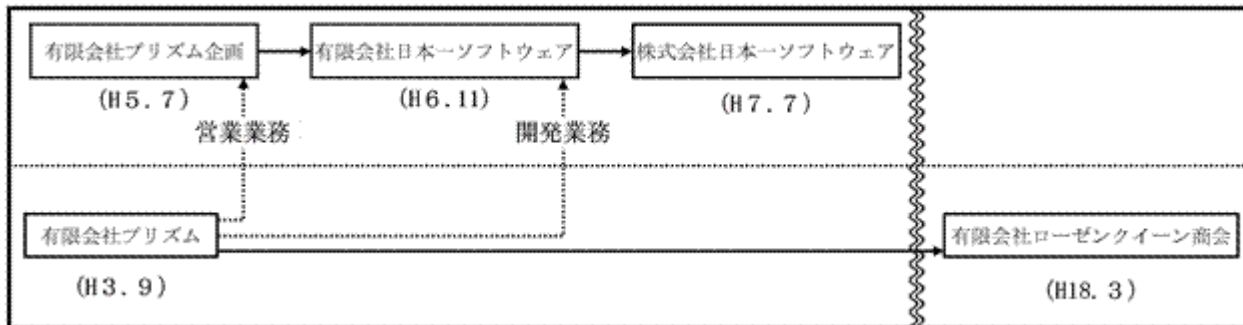 有限会社プリズム企画
有限会社日本一ソフトウェア
株式会社日本一ソフトウェア
(H5.7)
(H6.11)
(H7.7)
営業業務
開発業務
有限会社プリズム
有限会社ローゼンクイーン商会
(H3.9)
(H18.3)